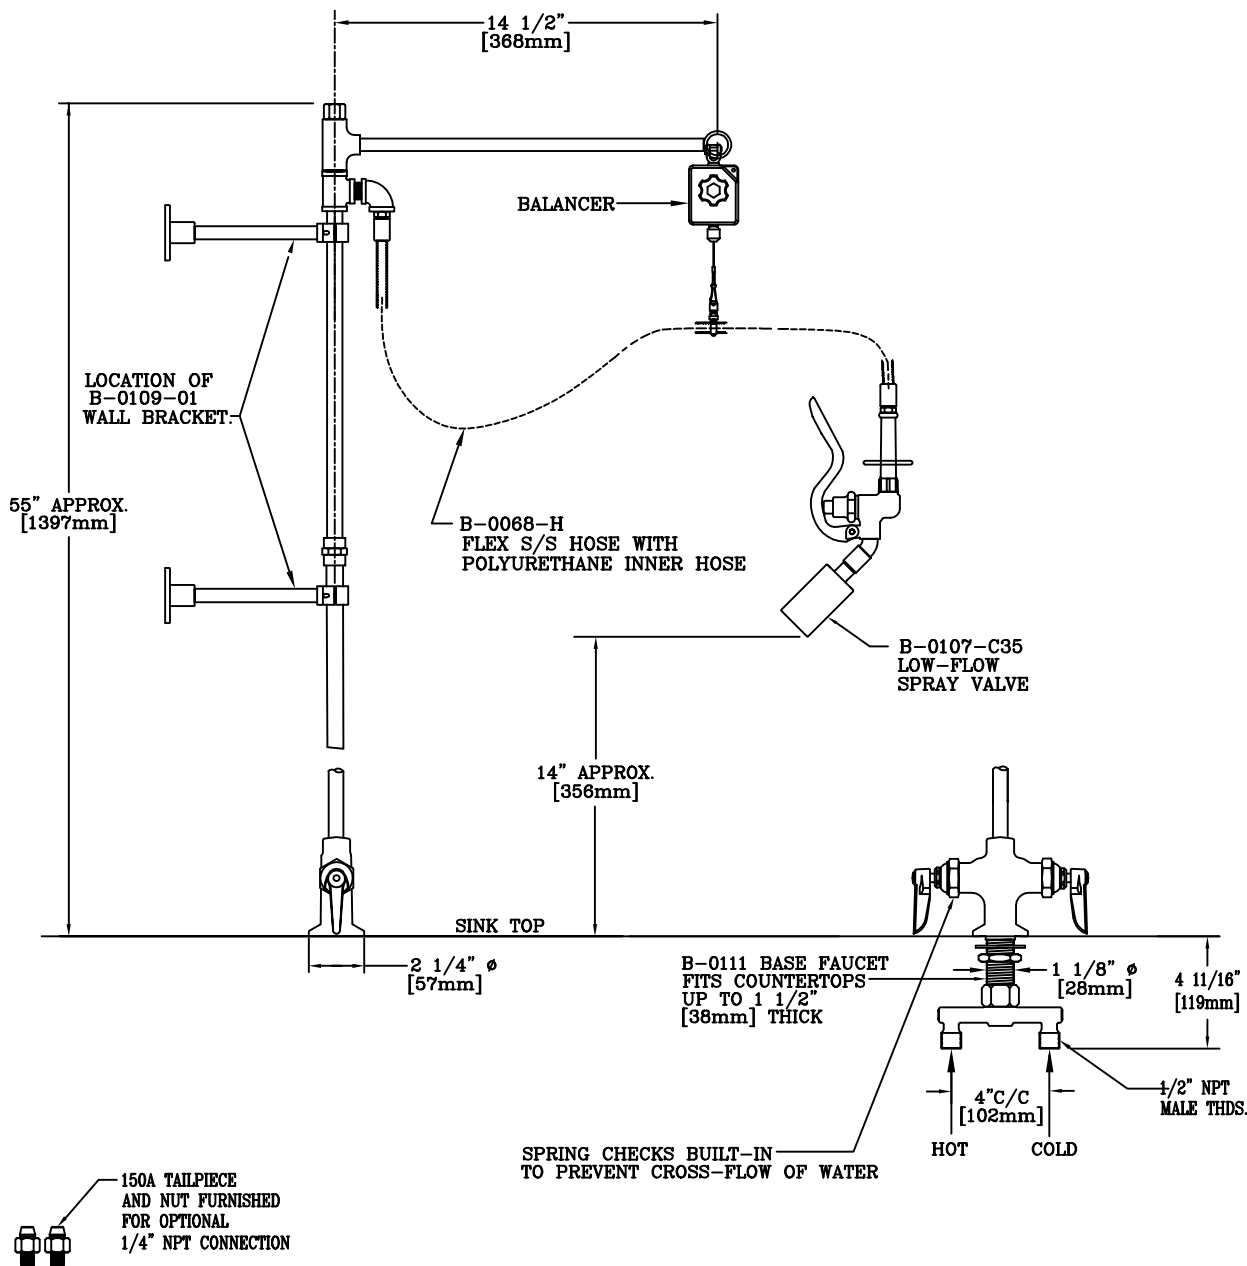 14 1/2"
[368mm]
BALANCER
LOCATION OF
B-0109-01
WALL BRACKET.
55" APPROX.
[1397mm]
B-0068-H
FLEX S/S HOSE WITH
POLYURETHANE INNER HOSE
B-0107-C35
LOW-FLOW
SPRAY VALVE
14" APPROX.
[356mm]
SINK TOP
2 1/4" ø
[57mm]
B-0111 BASE FAUCET
FITS COUNTERTOPS
UP TO 1 1/2"
[38mm] THICK
1 1/8" ø
[28mm]
4 11/16"
[119mm]
4"C/C
[102mm]
1/2" NPT
MALE THDS.
HOT
COLD
SPRING CHECKS BUILT-IN
TO PREVENT CROSS-FLOW OF WATER
150A TAILPIECE
AND NUT FURNISHED
FOR OPTIONAL
1/4" NPT CONNECTION